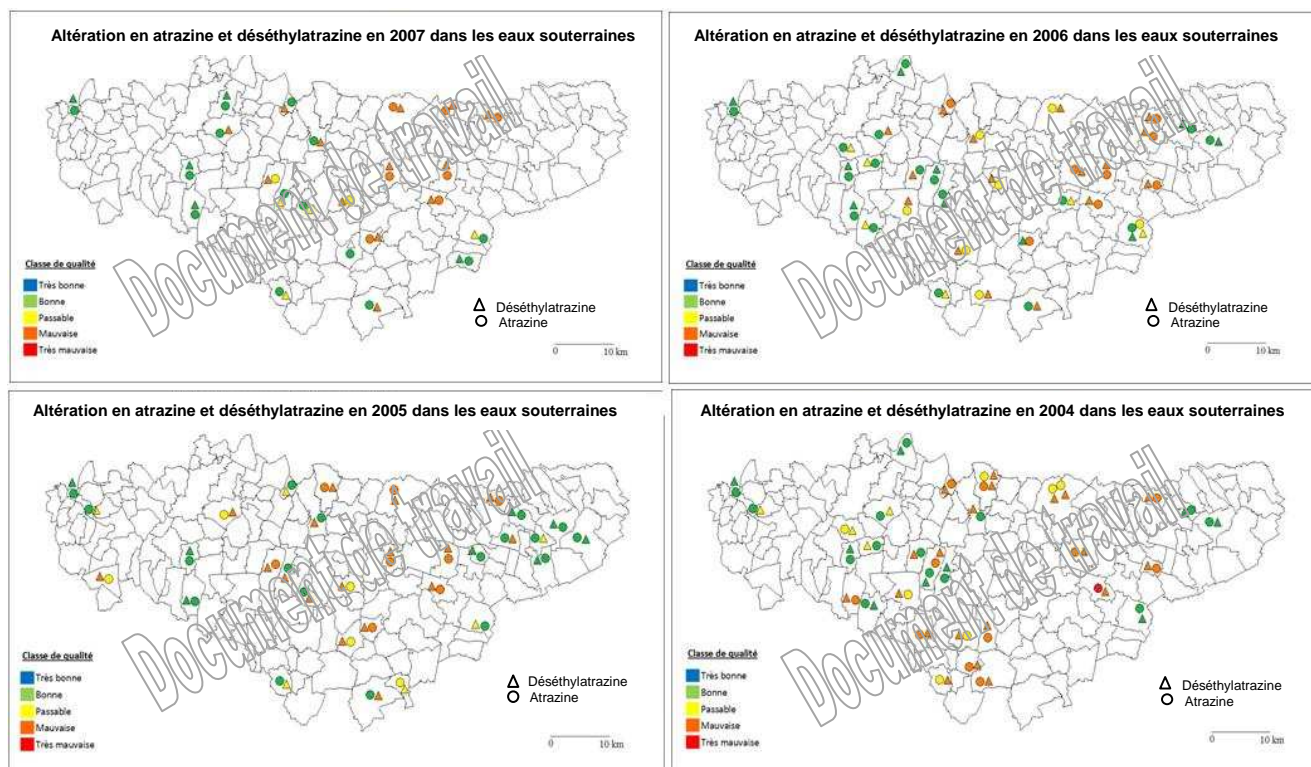 Altération en atrazine et déséthylatrazine en 2007 dans les eaux souterraines
Document de travail
Classe de qualité
Très bonne
Bonne
Passable
Mauvaise
Très mauvaise
Déséthylatrazine
Atrazine
0 10 km
Altération en atrazine et déséthylatrazine en 2006 dans les eaux souterraines
Document de travail
Classe de qualité
Très bonne
Bonne
Passable
Mauvaise
Très mauvaise
Déséthylatrazine
Atrazine
0 10 km
Altération en atrazine et déséthylatrazine en 2005 dans les eaux souterraines
Document de travail
Classe de qualité
Très bonne
Bonne
Passable
Mauvaise
Très mauvaise
Déséthylatrazine
Atrazine
0 10 km
Altération en atrazine et déséthylatrazine en 2004 dans les eaux souterraines
Document de travail
Classe de qualité
Très bonne
Bonne
Passable
Mauvaise
Très mauvaise
Déséthylatrazine
Atrazine
0 10 km